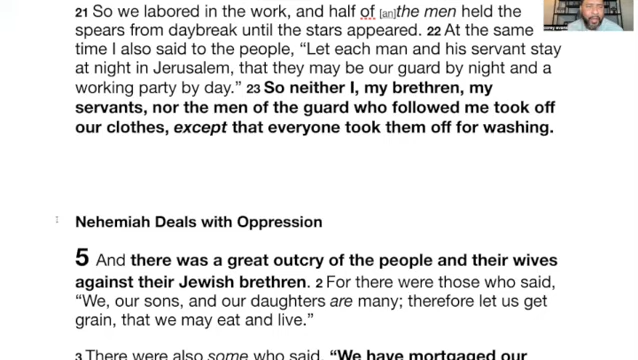 21 So we labored in the work, and half of [an]the men held the
spears from daybreak until the stars appeared. 22 At the same
time I also said to the people, “Let each man and his servant stay
at night in Jerusalem, that they may be our guard by night and a
working party by day.” 23 So neither I, my brethren, my
servants, nor the men of the guard who followed me took off
our clothes, except that everyone took them off for washing.
Nehemiah Deals with Oppression
5 And there was a great outcry of the people and their wives
against their Jewish brethren. 2 For there were those who said,
“We, our sons, and our daughters are many; therefore let us get
grain, that we may eat and live.”
3 There were also some who said, “We have mortgaged our